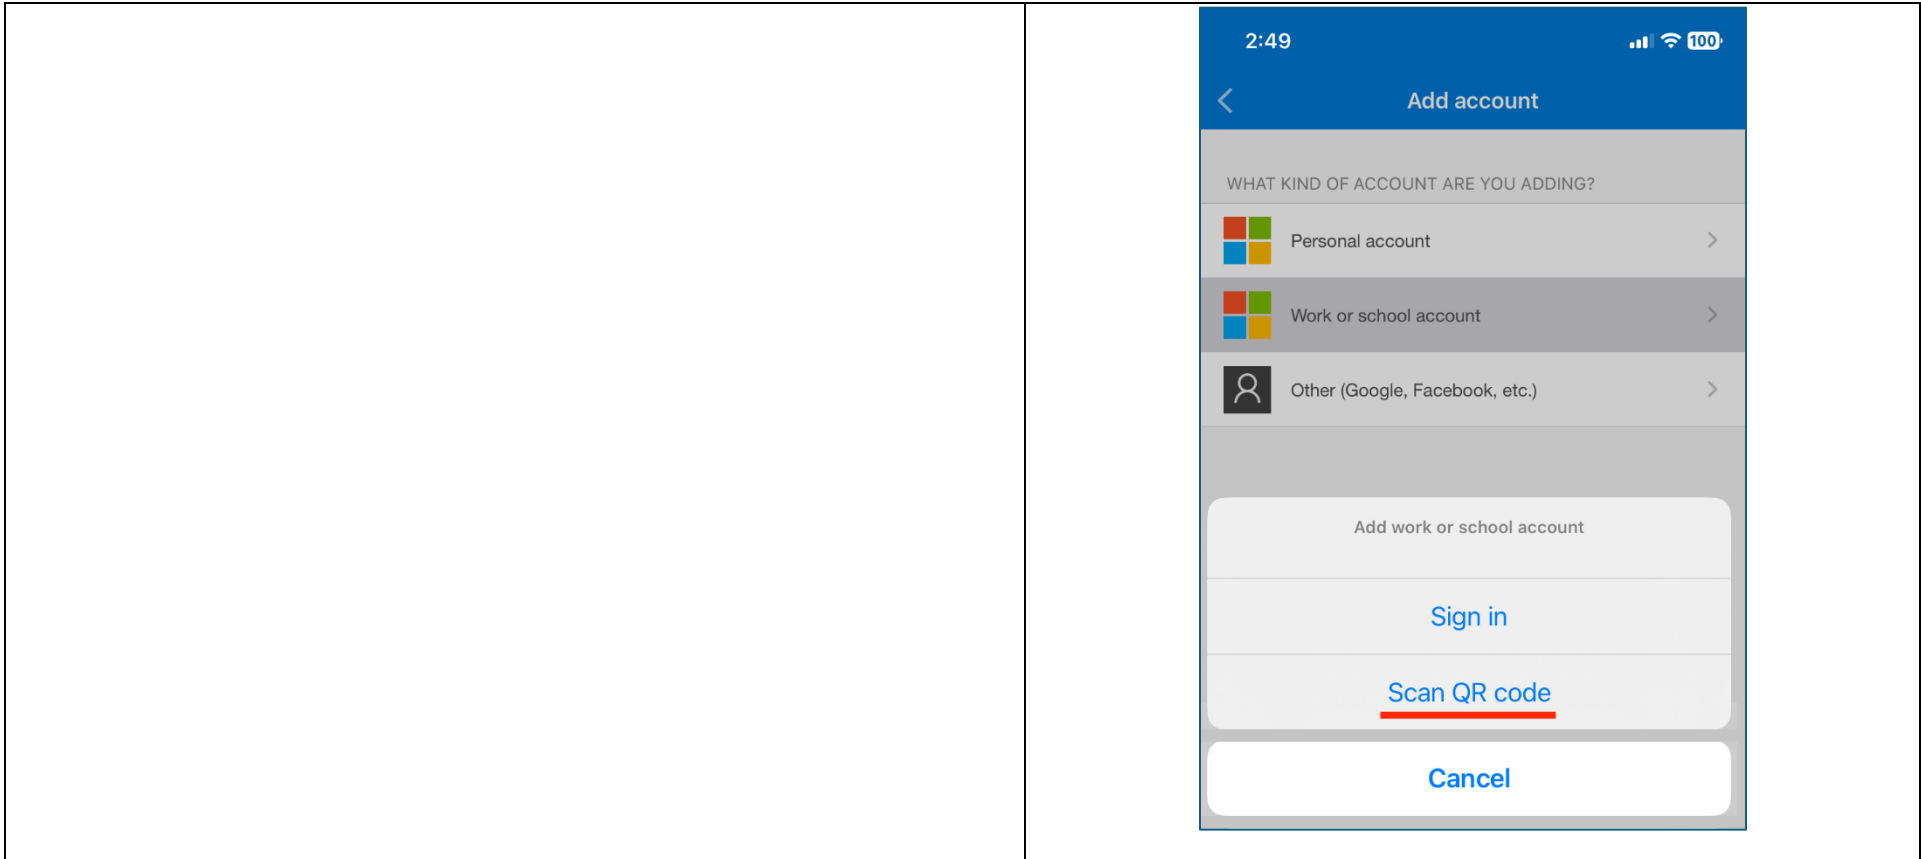 2:49
100
Add account
WHAT KIND OF ACCOUNT ARE YOU ADDING?
Personal account
Work or school account
Other (Google, Facebook, etc.)
Add work or school account
Sign in
Scan QR code
Cancel